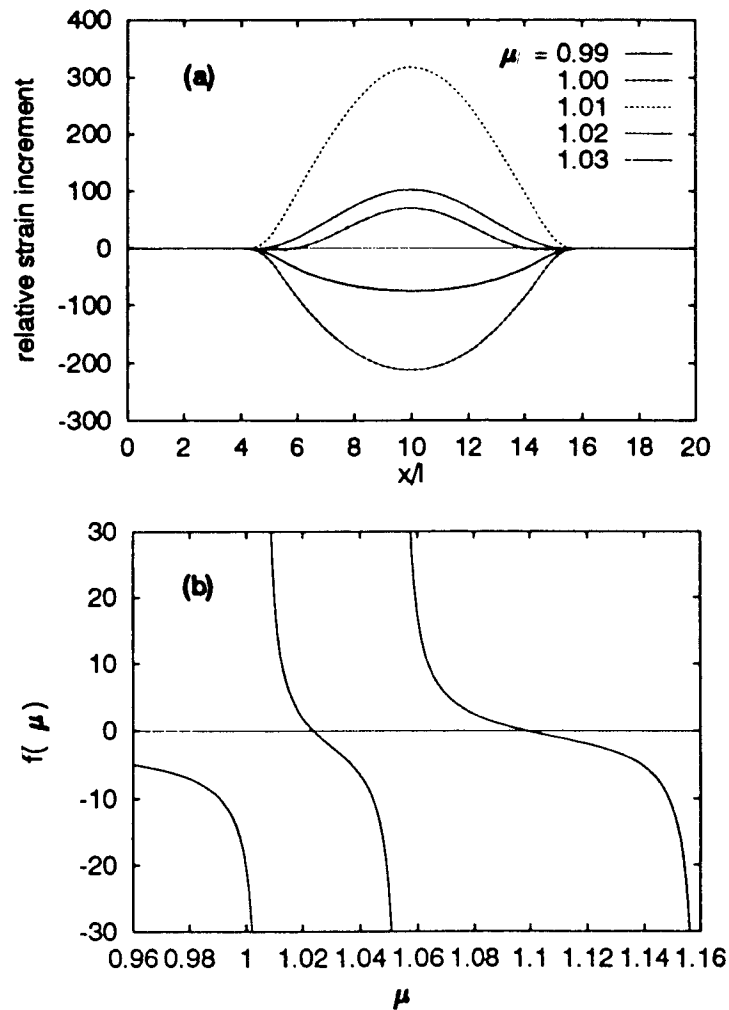 400
300
200
100
0
-100
-200
-300
relative strain increment
(a)
μ = 0.99
1.00
1.01
1.02
1.03
0 2 4 6 8 10 12 14 16 18 20
x/l
30
20
10
0
-10
-20
-30
f( μ)
(b)
0.96 0.98 1 1.02 1.04 1.06 1.08 1.1 1.12 1.14 1.16
μ